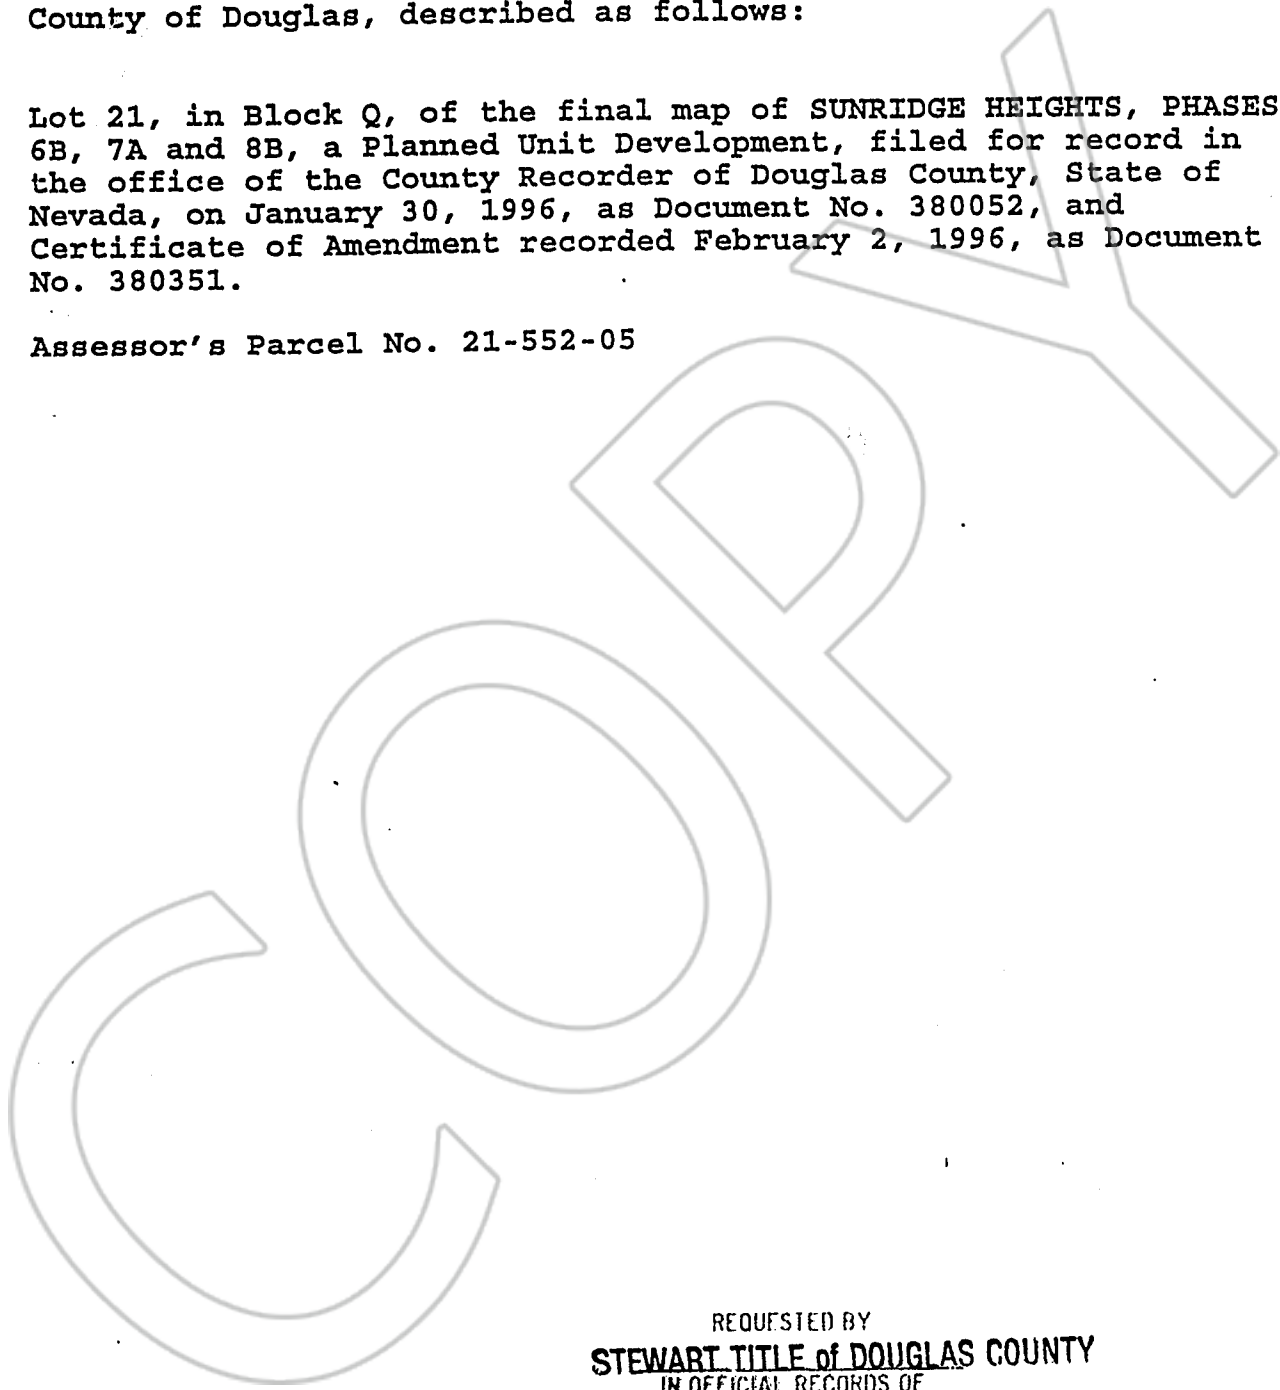 County of Douglas, described as follows:
Lot 21, in Block Q, of the final map of SUNRIDGE HEIGHTS, PHASES
6B, 7A and 8B, a Planned Unit Development, filed for record in
the office of the County Recorder of Douglas County, State of
Nevada, on January 30, 1996, as Document No. 380052, and
Certificate of Amendment recorded February 2, 1996, as Document
No. 380351.
Assessor's Parcel No. 21-552-05
COPY
REQUESTED BY
STEWART TITLE of DOUGLAS COUNTY
IN OFFICIAL RECORDS OF